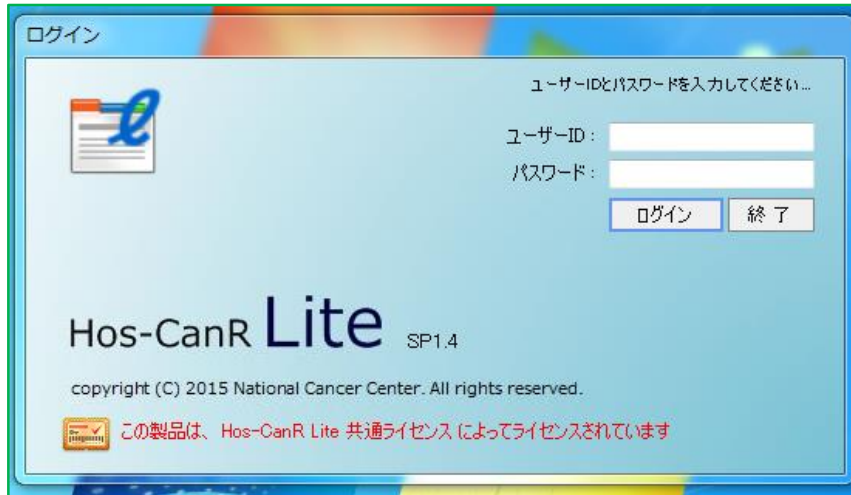 ログイン
ユーザーIDとパスワードを入力してください...
ユーザーID :
パスワード :
ログイン 終 了
Hos-CanR Lite SP1.4
copyright (C) 2015 National Cancer Center. All rights reserved.
この製品は、Hos-CanR Lite 共通ライセンス によってライセンスされています